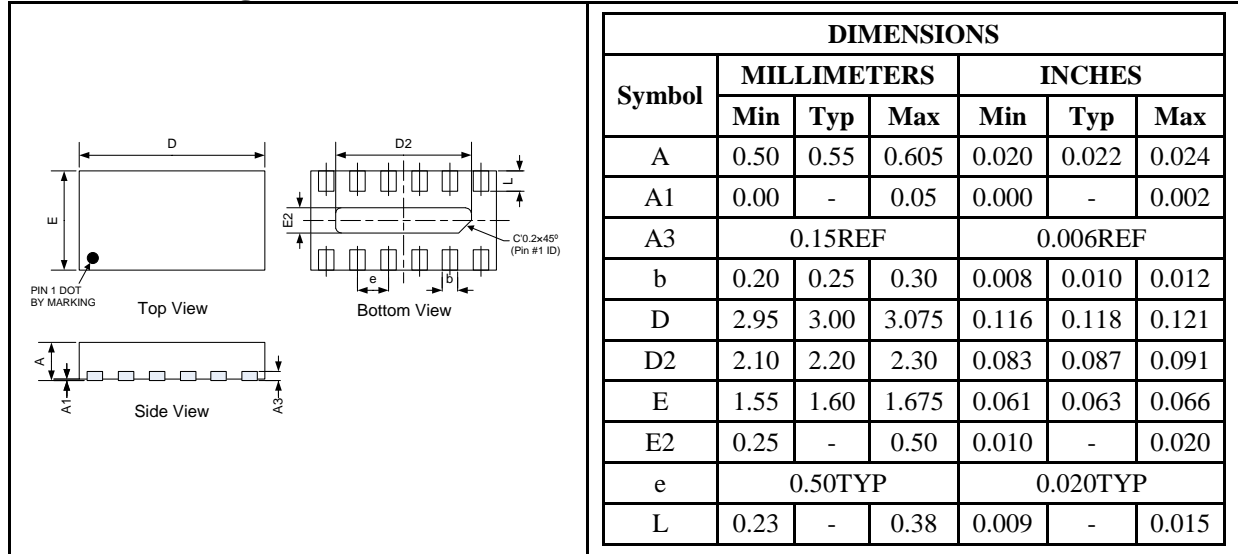 D
E
PIN 1 DOT
BY MARKING
Top View
D2
L
E2
C'0.2×45º
(Pin #1 ID)
e
b
Bottom View
A
A1
A3
Side View
DIMENSIONS
Symbol MILLIMETERS INCHES
Min Typ Max Min Typ Max
A 0.50 0.55 0.605 0.020 0.022 0.024
A1 0.00 - 0.05 0.000 - 0.002
A3 0.15REF 0.006REF
b 0.20 0.25 0.30 0.008 0.010 0.012
D 2.95 3.00 3.075 0.116 0.118 0.121
D2 2.10 2.20 2.30 0.083 0.087 0.091
E 1.55 1.60 1.675 0.061 0.063 0.066
E2 0.25 - 0.50 0.010 - 0.020
e 0.50TYP 0.020TYP
L 0.23 - 0.38 0.009 - 0.015